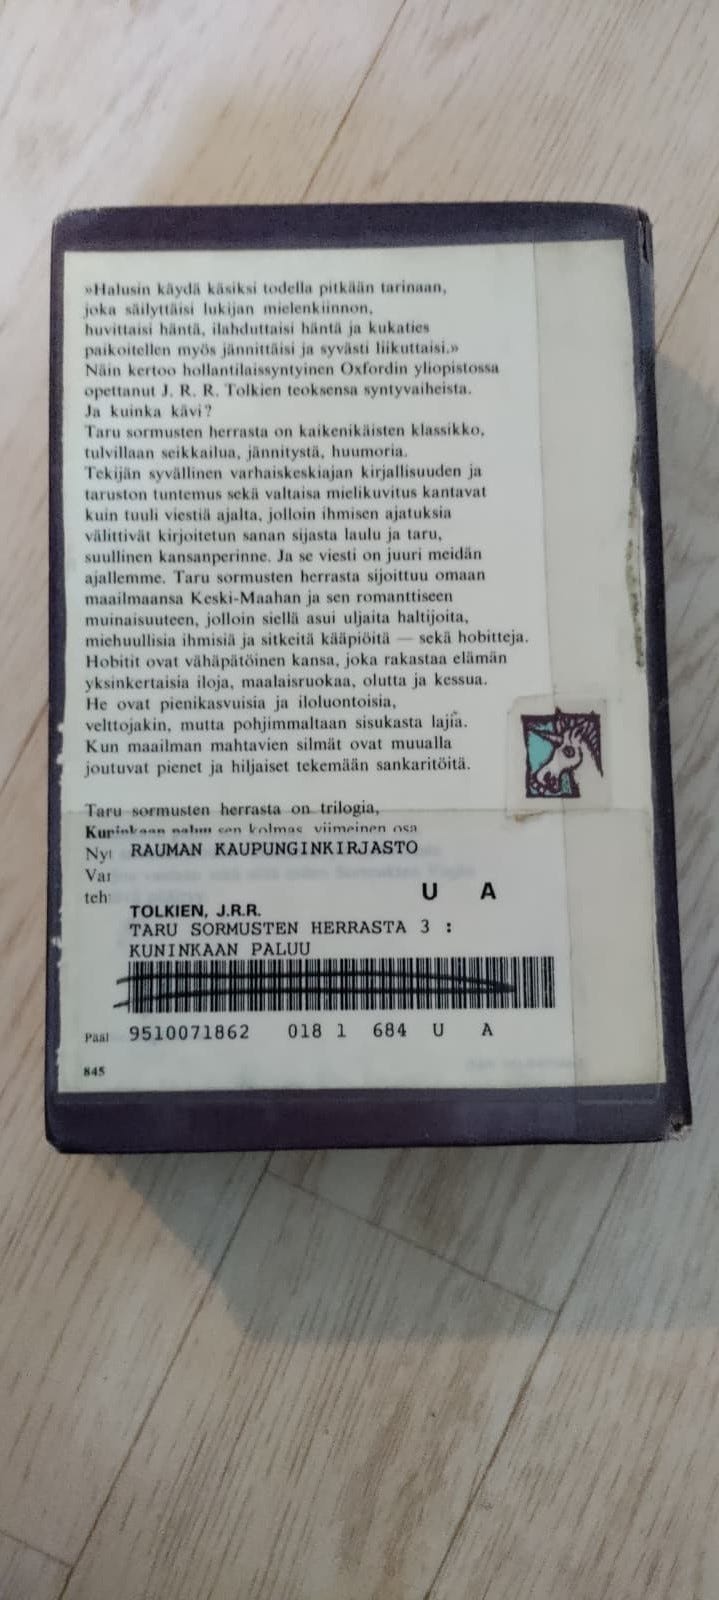 »Halusin käydä käsiksi todella pitkään tarinaan,
joka säilyttäisi lukijan mielenkiinnon,
huvittaisi häntä, ilahduttaisi häntä ja kukaties
paikoitellen myös jännittäisi ja syvästi liikuttaisi.»
Näin kertoo hollantilaissyntyinen Oxfordin yliopistossa
opettanut J. R. R. Tolkien teoksensa syntyvaiheista.
Ja kuinka kävi?
Taru sormusten herrasta on kaikenikäisten klassikko,
tulvillaan seikkailua, jännitystä, huumoria.
Tekijän syvällinen varhaiskeskiajan kirjallisuuden ja
taruston tuntemus sekä valtaisa mielikuvitus kantavat
kuin tuuli viestiä ajalta, jolloin ihmisen ajatuksia
välittivät kirjoitetun sanan sijasta laulu ja taru,
suullinen kansanperinne. Ja se viesti on juuri meidän
ajallemme. Taru sormusten herrasta sijoittuu omaan
maailmaansa Keski-Maahan ja sen romanttiseen
muinaisuuteen, jolloin siellä asui uljaita haltijoita,
miehuullisia ihmisiä ja sitkeitä kääpiöitä — sekä hobitteja.
Hobitit ovat vähäpätöinen kansa, joka rakastaa elämän
yksinkertaisia iloja, maalaisruokaa, olutta ja kessua.
He ovat pienikasvuisia ja iloluontoisia,
velttojakin, mutta pohjimmaltaan sisukasta lajia.
Kun maailman mahtavien silmät ovat muualla
joutuvat pienet ja hiljaiset tekemään sankaritöitä.
Taru sormusten herrasta on trilogia,
Kuninkaan paluu sen kolmas, viimeinen osa
RAUMAN KAUPUNGINKIRJASTO
U A
TOLKIEN, J.R.R.
TARU SORMUSTEN HERRASTA 3 :
KUNINKAAN PALUU
9510071862 018 1 684 U A
845